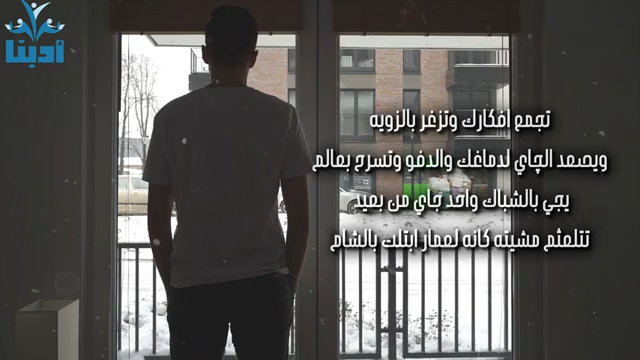 أدبنا
تجمع افكارك وتزغر بالزويه
ويصعد الچاي لدماغك والدفو وتسرح بعالم
يجي بالشباك واحد جاي من بعيد
تتلعثم مشيته كانه لعمار ابتلت بالشام